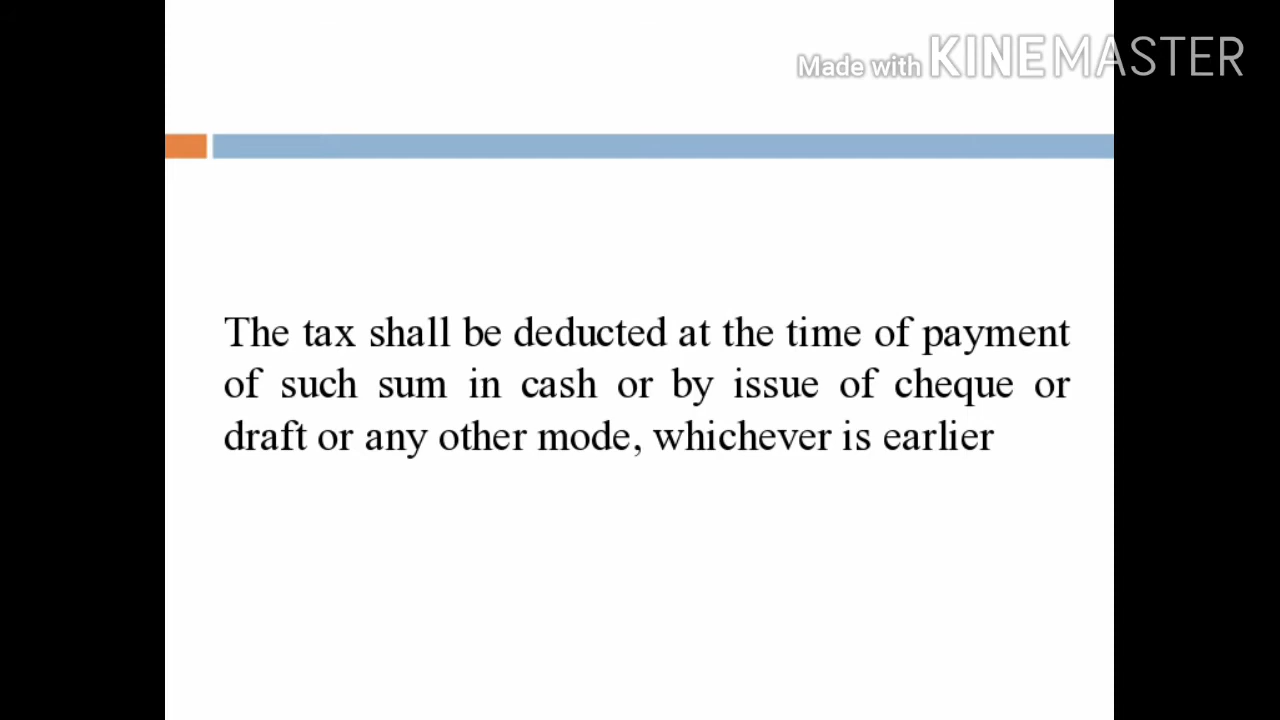 Made with KINEMASTER
The tax shall be deducted at the time of payment
of such sum in cash or by issue of cheque or
draft or any other mode, whichever is earlier